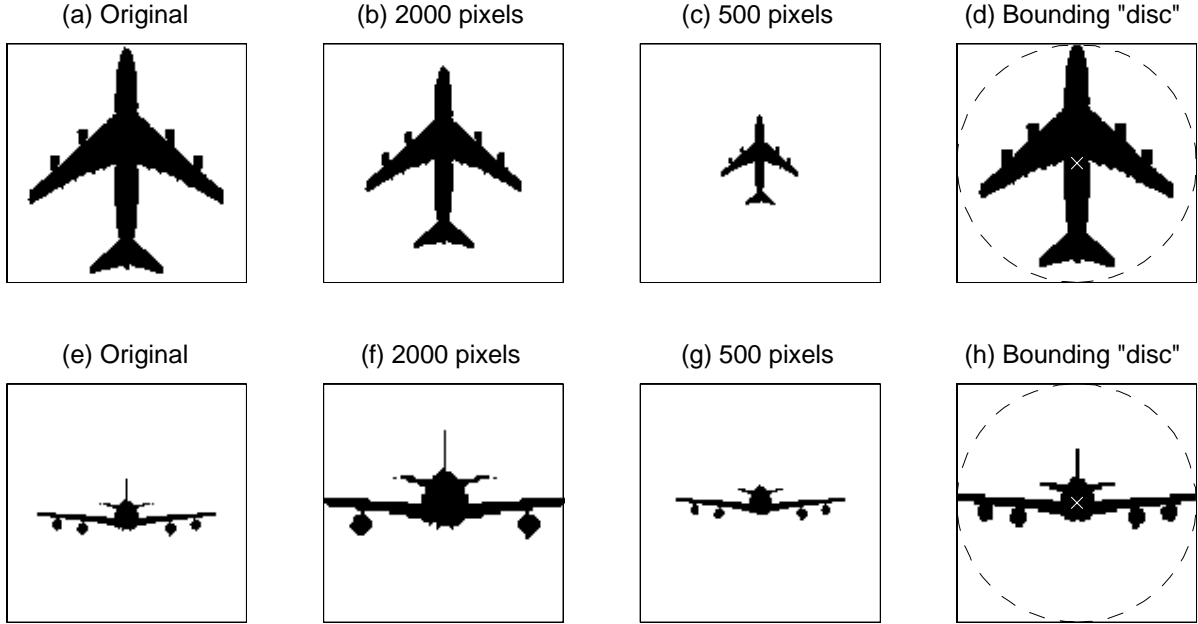 (a) Original
(b) 2000 pixels
(c) 500 pixels
(d) Bounding "disc"
(e) Original
(f) 2000 pixels
(g) 500 pixels
(h) Bounding "disc"